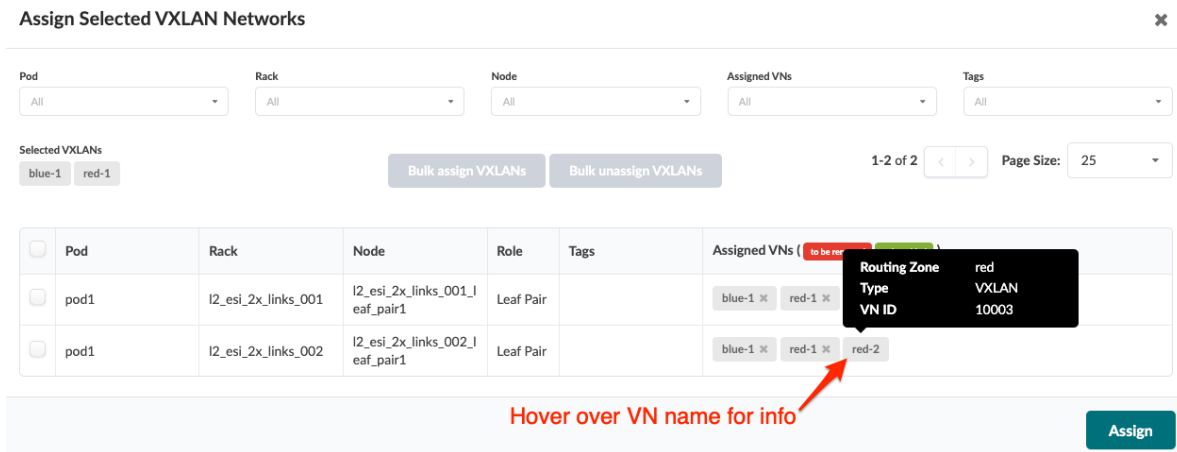 Assign Selected VXLAN Networks
Pod Rack Node Assigned VNs Tags
All All All All All
Selected VXLANs
blue-1 red-1
Bulk assign VXLANs Bulk unassign VXLANs
1-2 of 2 Page Size: 25
Pod Rack Node Role Tags Assigned VNs ( to be )
Routing Zone red
Type VXLAN
VN ID 10003
pod1 l2_esi_2x_links_001 l2_esi_2x_links_001_l Leaf Pair blue-1 red-1
eaf_pair1
pod1 l2_esi_2x_links_002 l2_esi_2x_links_002_l Leaf Pair blue-1 red-1 red-2
eaf_pair1
Hover over VN name for info
Assign